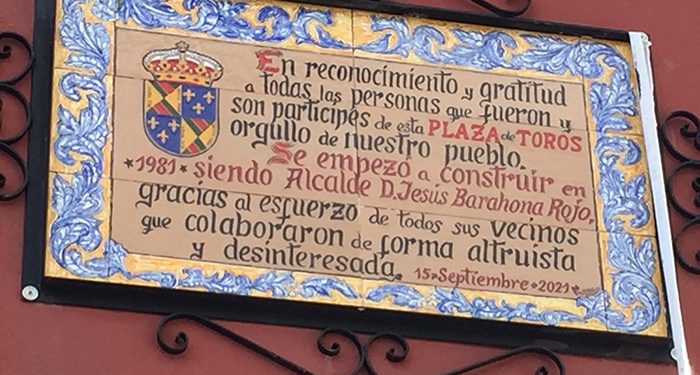 En reconocimiento y gratitud
a todas las personas que fueron y
son partícipes de esta PLAZA de TOROS
orgullo de nuestro pueblo.
Se empezó a construir en
*1981* siendo Alcalde D. Jesús Barahona Rojo,
gracias al esfuerzo de todos sus vecinos
que colaboraron de forma altruista
y desinteresada.
15*Septiembre*2021